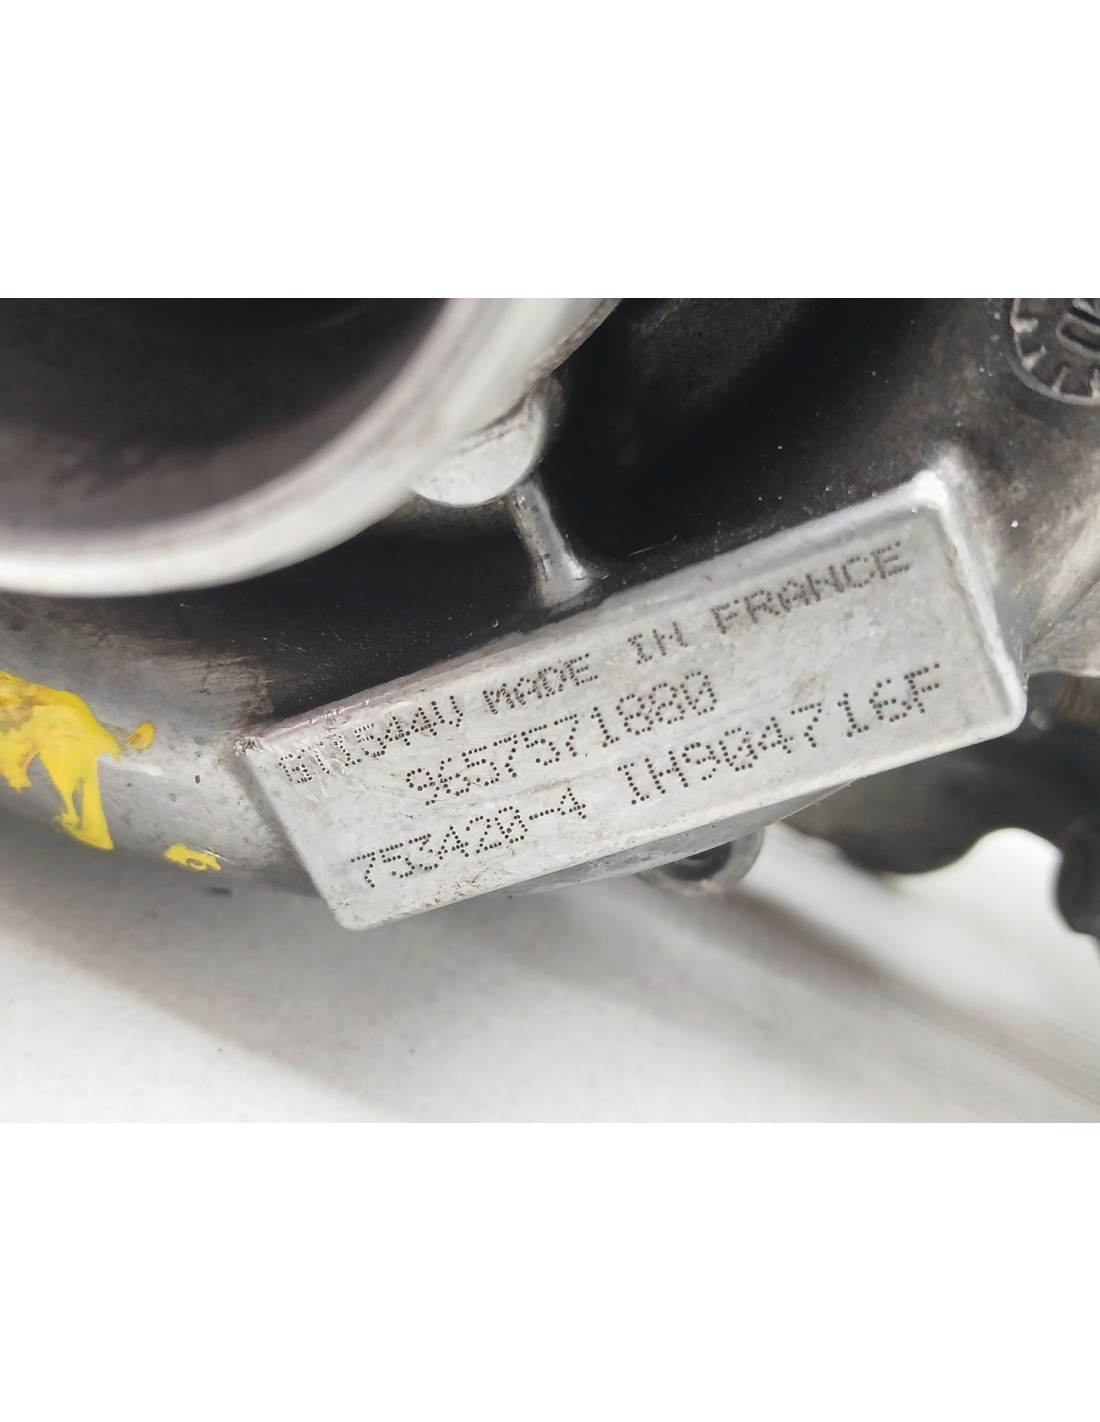 GT1544V MADE IN FRANCE
9657571880
753420-4 IH904716F